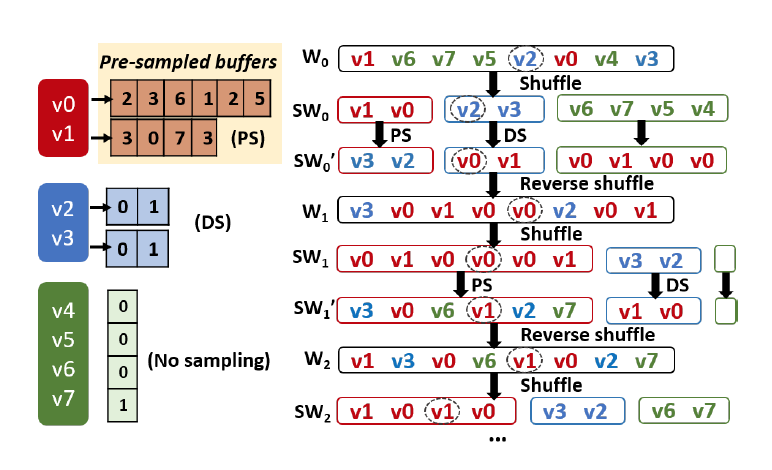 Pre-sampled buffers
v0
2 3 6 1 2 5
v1
3 0 7 3
(PS)
v2
0 1
v3
0 1
(DS)
v4
v5
v6
v7
0
0
0
1
(No sampling)
W0 v1 v6 v7 v5 v2 v0 v4 v3
Shuffle
SW0 v1 v0 v2 v3 v6 v7 v5 v4
PS DS
SW0' v3 v2 v0 v1 v0 v1 v0 v0
Reverse shuffle
W1 v3 v0 v1 v0 v0 v2 v0 v1
Shuffle
SW1 v0 v1 v0 v0 v0 v1 v3 v2
PS DS
SW1' v3 v0 v6 v1 v2 v7 v1 v0
Reverse shuffle
W2 v1 v3 v0 v6 v1 v0 v2 v7
Shuffle
SW2 v1 v0 v1 v0 v3 v2 v6 v7
...